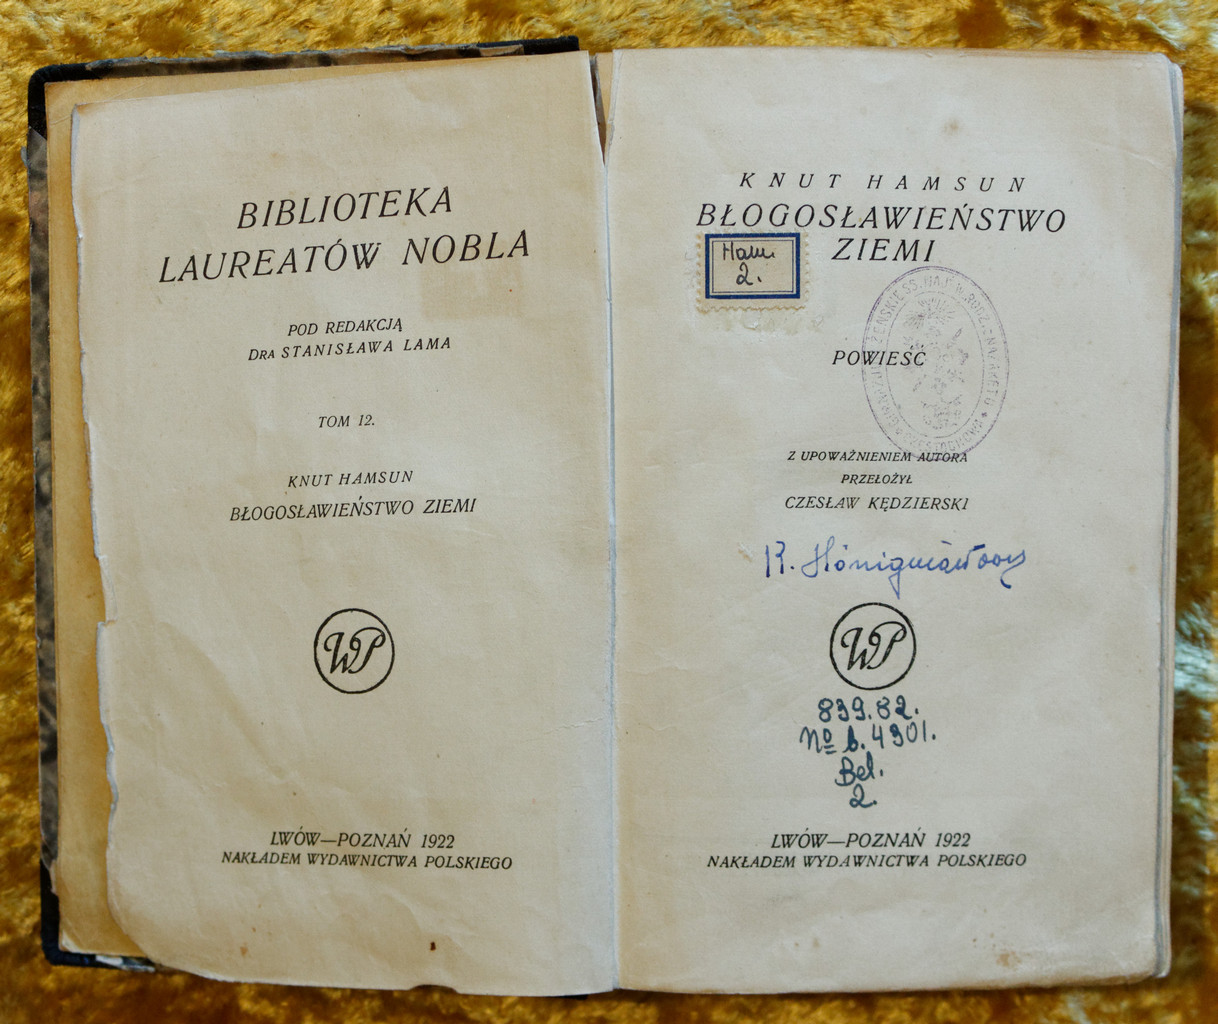 BIBLIOTEKA
LAUREATÓW NOBLA
POD REDAKCJĄ
DRA STANISŁAWA LAMA
TOM 12.
KNUT HAMSUN
BŁOGOSŁAWIEŃSTWO ZIEMI
WP
LWÓW—POZNAŃ 1922
NAKŁADEM WYDAWNICTWA POLSKIEGO
KNUT HAMSUN
BŁOGOSŁAWIEŃSTWO
ZIEMI
Ham.
2.
POWIEŚĆ
CZĘSTOCHOWA
Z UPOWAŻNIENIEM AUTORA
PRZEŁOŻYŁ
CZESŁAW KĘDZIERSKI
WP
839.82.
No b. 4901.
Bel.
2.
LWÓW—POZNAŃ 1922
NAKŁADEM WYDAWNICTWA POLSKIEGO